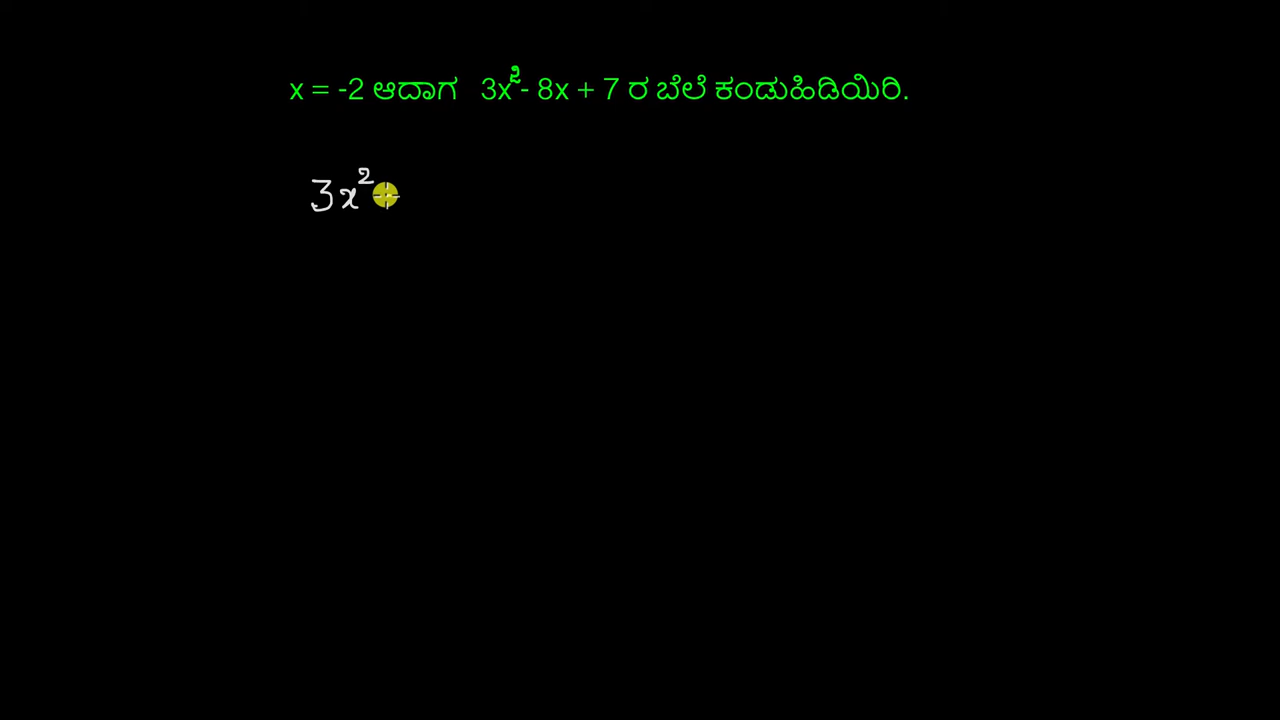 x = -2 ಆದಾಗ 3x² - 8x + 7 ರ ಬೆಲೆ ಕಂಡುಹಿಡಿಯಿರಿ.
3x²